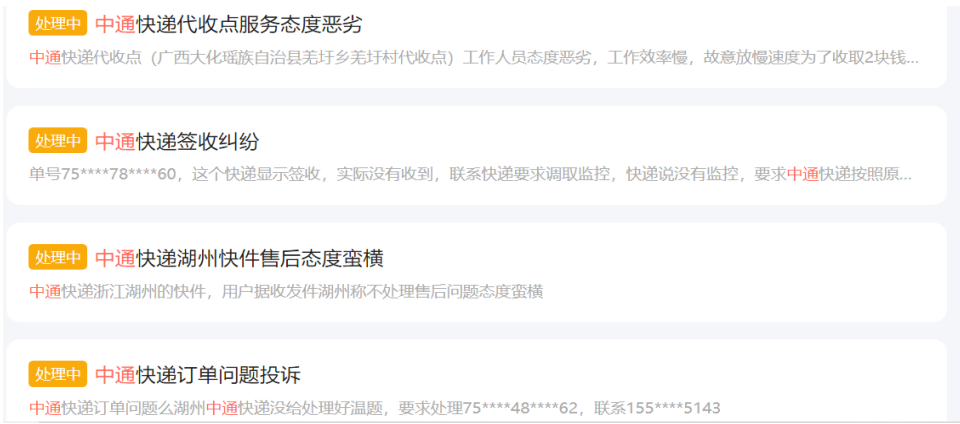 处理中 中通快递代收点服务态度恶劣
中通快递代收点（广西大化瑶族自治县羌圩乡羌圩村代收点）工作人员态度恶劣，工作效率慢，故意放慢速度为了收取2块钱...
处理中 中通快递签收纠纷
单号75****78****60，这个快递显示签收，实际没有收到，联系快递要求调取监控，快递说没有监控，要求中通快递按照原...
处理中 中通快递湖州快件售后态度蛮横
中通快递浙江湖州的快件，用户据收发件湖州称不处理售后问题态度蛮横
处理中 中通快递订单问题投诉
中通快递订单问题么湖州中通快递没给处理好温题，要求处理75****48****62，联系155****5143